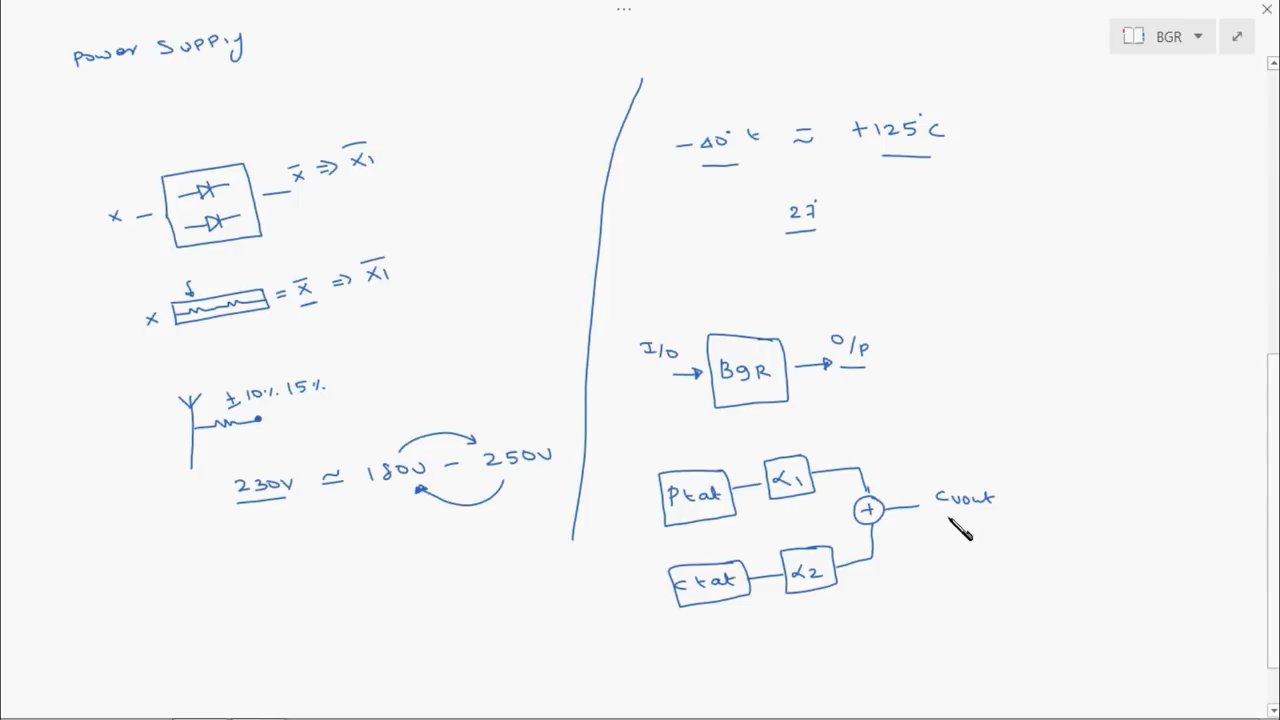 ...
BGR
Power supply
x
x̅ => x̅1
x
= x̅ => x̅1
± 10% 15%
230V ≃ 180V - 250V
-40° t ≈ +125°C
27°
I/O
BgR
O/P
Ptat
α1
+
cvout
ctat
α2